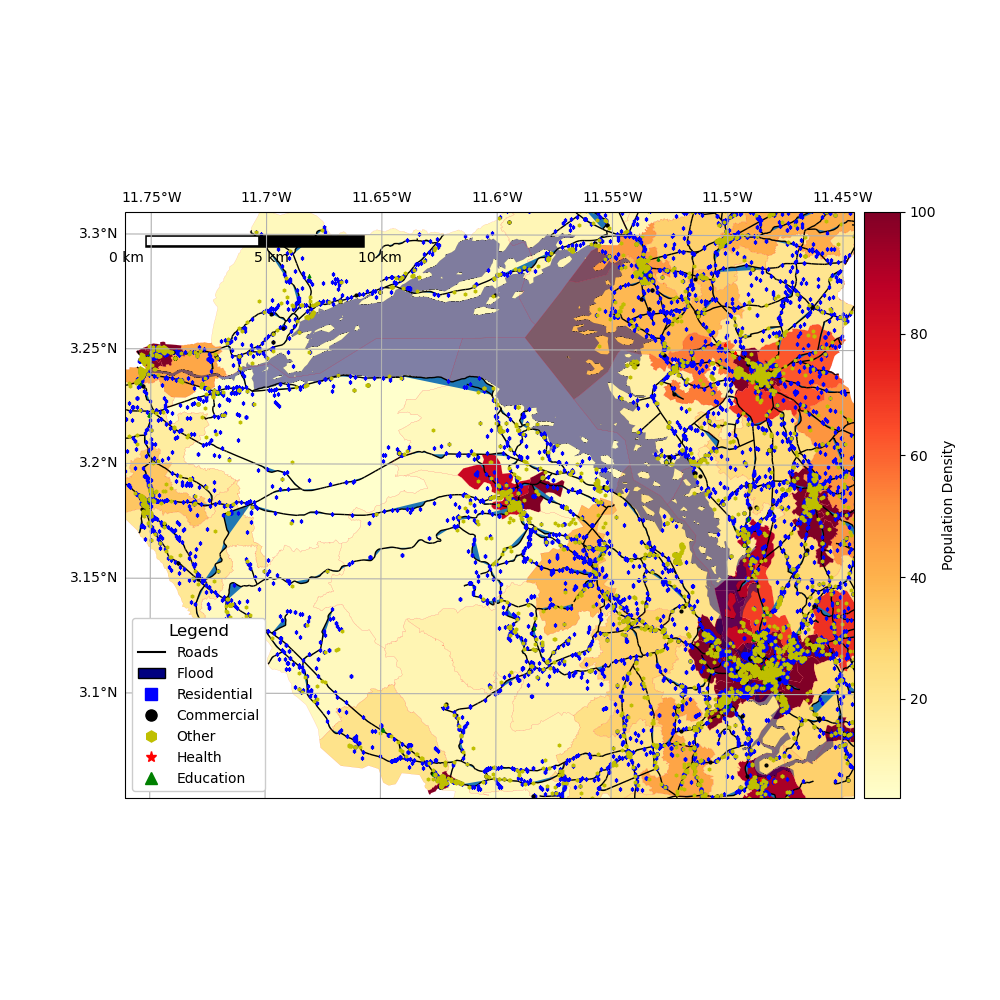 11.75°W 11.7°W 11.65°W 11.6°W 11.55°W 11.5°W 11.45°W
3.3°N
3.25°N
3.2°N
3.15°N
3.1°N
0 km 5 km 10 km
Legend
Roads
Flood
Residential
Commercial
Other
Health
Education
100
80
60
40
20
Population Density